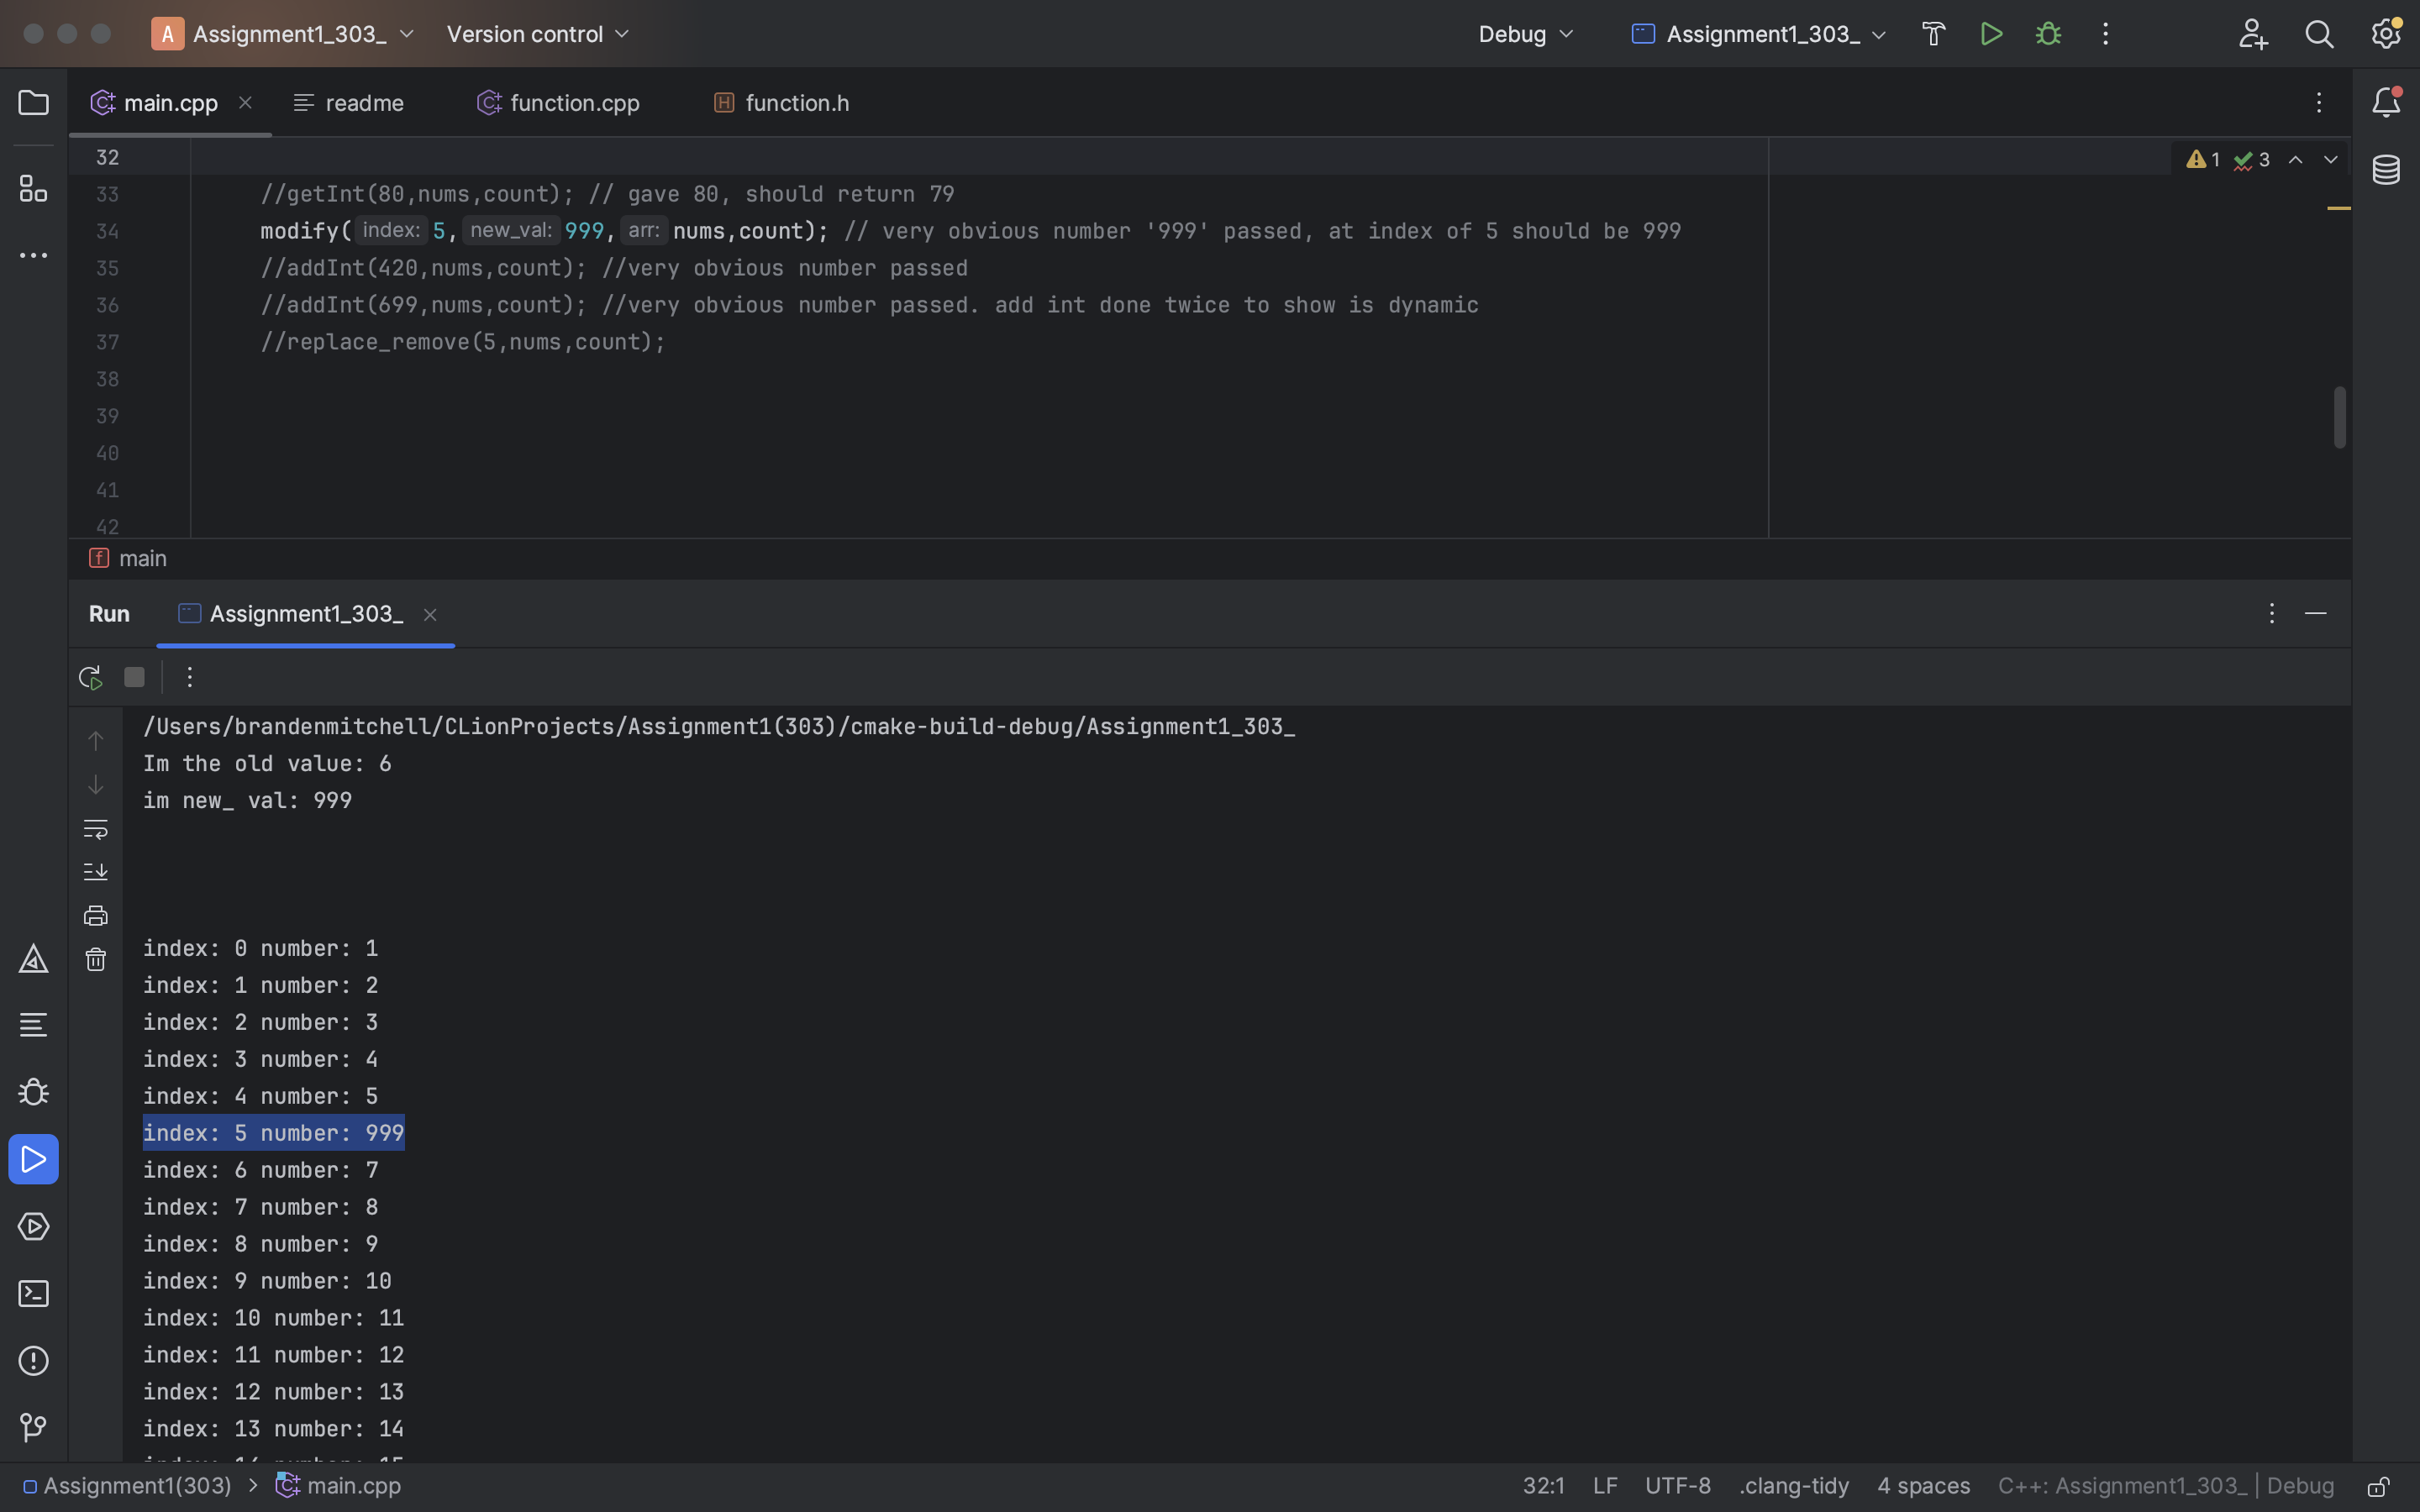 A Assignment1_303_ Version control Debug Assignment1_303_
main.cpp readme function.cpp H function.h
32 1 3
33 //getInt(80,nums,count); // gave 80, should return 79
34 modify( index: 5, new_val: 999, arr: nums,count); // very obvious number '999' passed, at index of 5 should be 999
35 //addInt(420,nums,count); //very obvious number passed
36 //addInt(699,nums,count); //very obvious number passed. add int done twice to show is dynamic
37 //replace_remove(5,nums,count);
38
39
40
41
42
f main
Run Assignment1_303_
/Users/brandenmitchell/CLionProjects/Assignment1(303)/cmake-build-debug/Assignment1_303_
Im the old value: 6
im new_ val: 999
index: 0 number: 1
index: 1 number: 2
index: 2 number: 3
index: 3 number: 4
index: 4 number: 5
index: 5 number: 999
index: 6 number: 7
index: 7 number: 8
index: 8 number: 9
index: 9 number: 10
index: 10 number: 11
index: 11 number: 12
index: 12 number: 13
index: 13 number: 14
Assignment1(303) > main.cpp 32:1 LF UTF-8 .clang-tidy 4 spaces C++: Assignment1_303_ | Debug